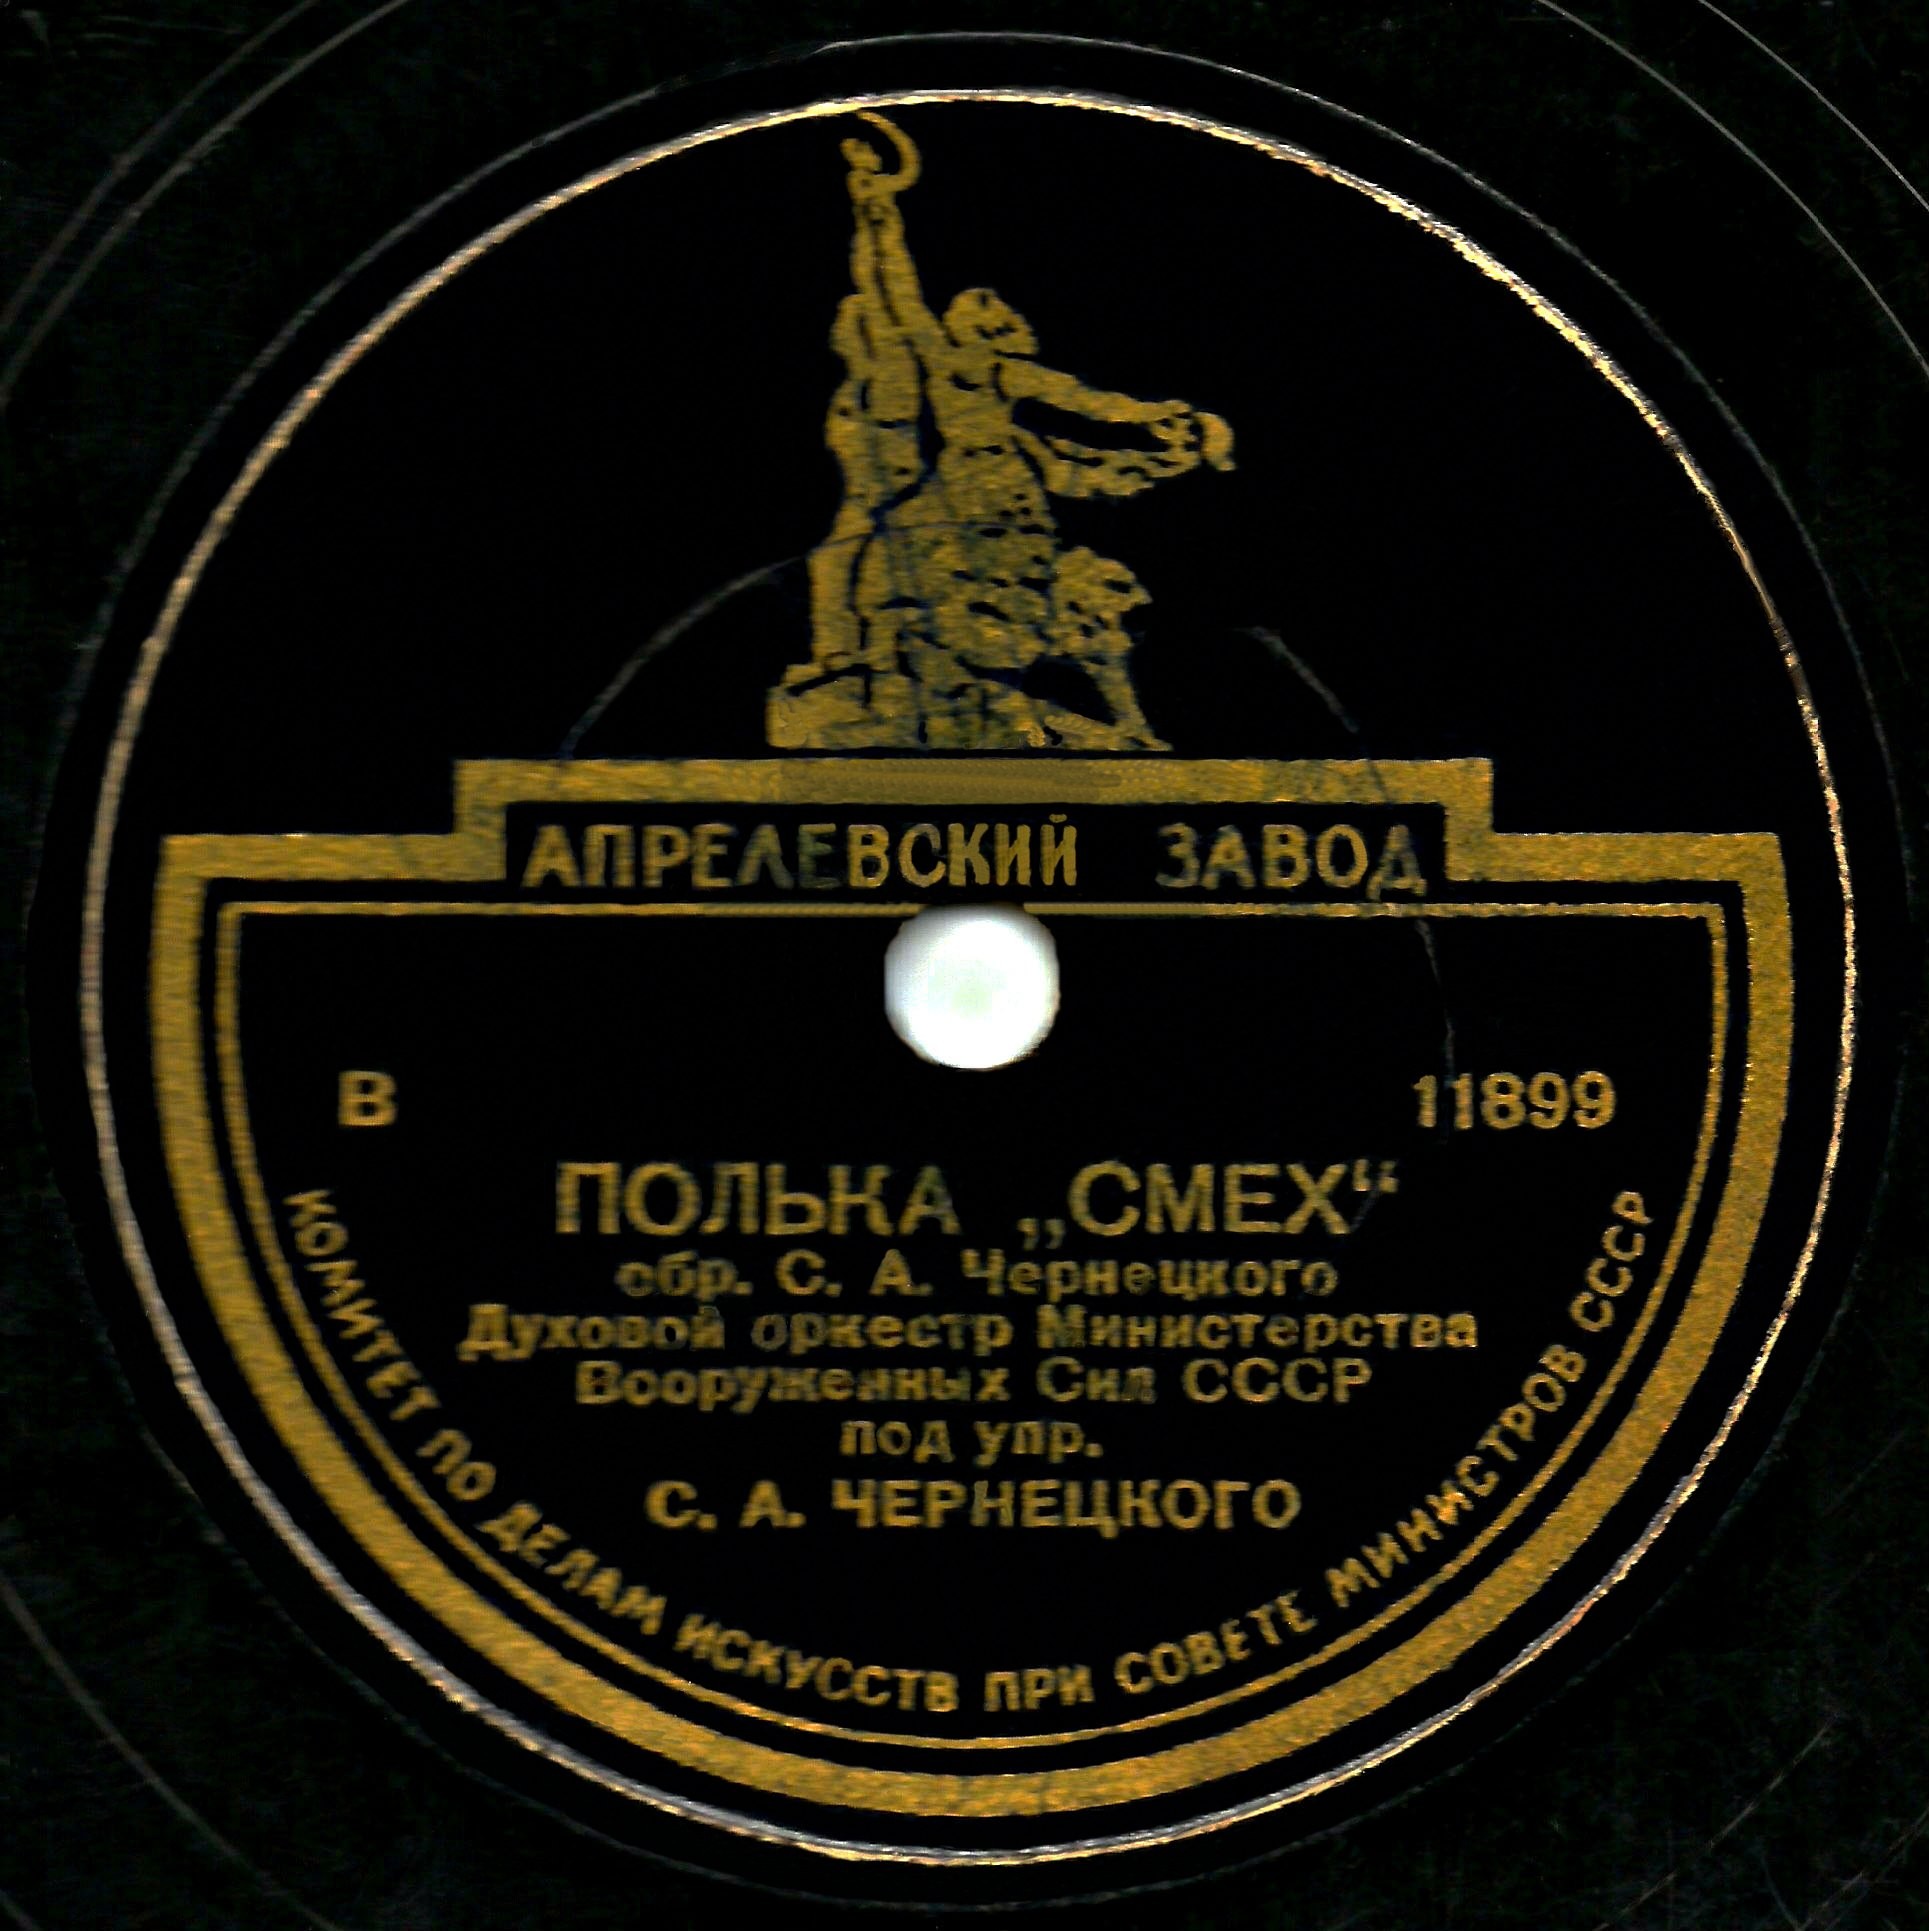 АПРЕЛЕВСКИЙ ЗАВОД
В 11899
ПОЛЬКА „СМЕХ“
обр. С. А. Чернецкого
Духовой оркестр Министерства
Вооруженных Сил СССР
под упр.
С. А. ЧЕРНЕЦКОГО
КОМИТЕТ ПО ДЕЛАМ ИСКУССТВ ПРИ СОВЕТЕ МИНИСТРОВ СССР